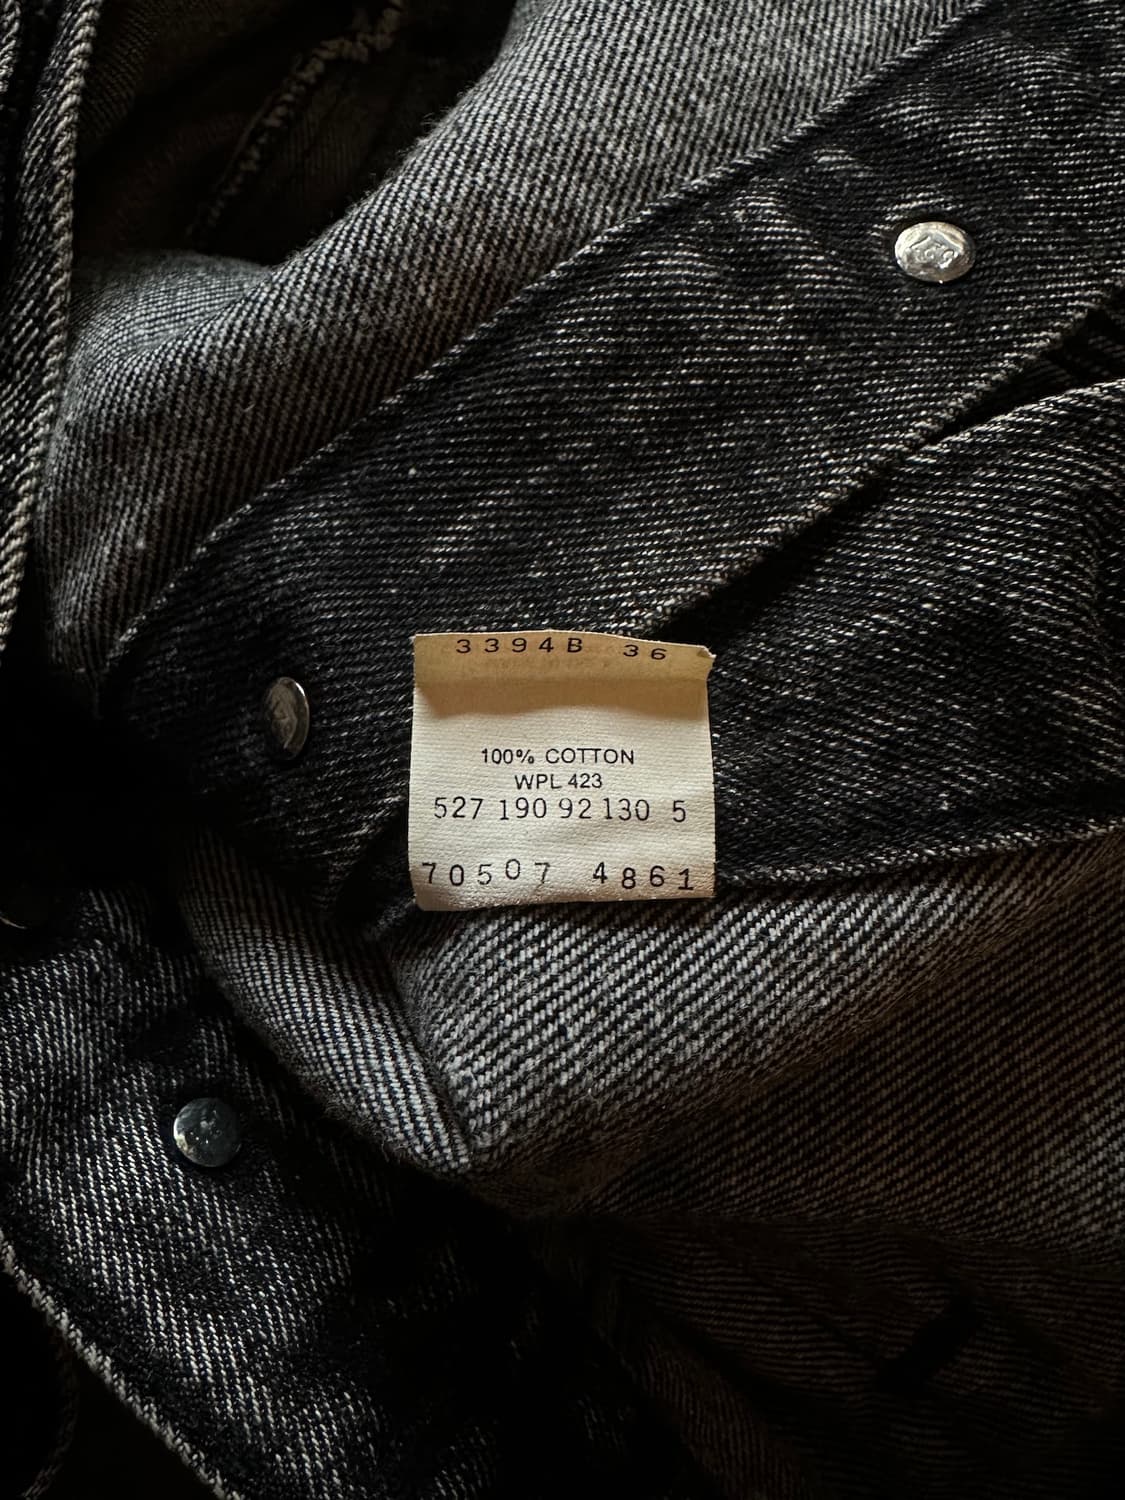 3394B 36
100% COTTON
WPL 423
527 190 92 130 5
70507 4861